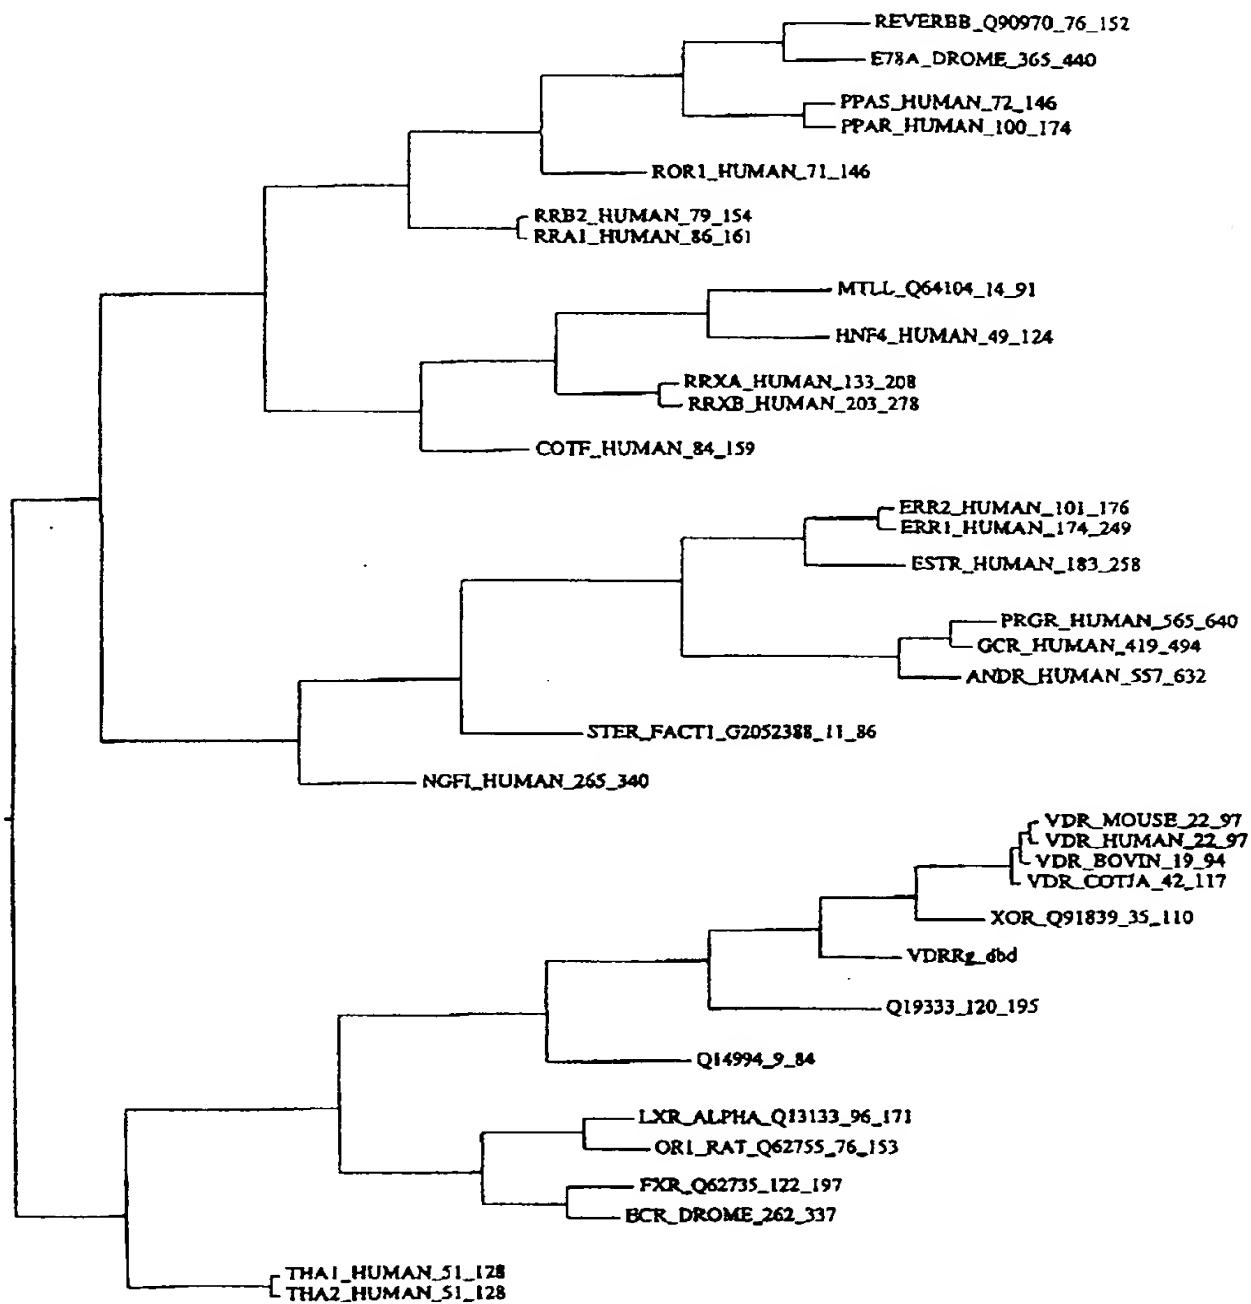 REVERBB_Q90970_76_152
E78A_DROME_365_440
PPAS_HUMAN_72_146
PPAR_HUMAN_100_174
ROR1_HUMAN_71_146
RRB2_HUMAN_79_154
RRA1_HUMAN_86_161
MTLL_Q64104_14_91
HNF4_HUMAN_49_124
RRXA_HUMAN_133_208
RRXB_HUMAN_203_278
COTF_HUMAN_84_159
ERR2_HUMAN_101_176
ERR1_HUMAN_174_249
ESTR_HUMAN_183_258
PRGR_HUMAN_565_640
GCR_HUMAN_419_494
ANDR_HUMAN_557_632
STER_FACT1_G2052388_11_86
NGFI_HUMAN_265_340
VDR_MOUSE_22_97
VDR_HUMAN_22_97
VDR_BOVIN_19_94
VDR_COTJA_42_117
XOR_Q91839_35_110
VDRRg_dbd
Q19333_120_195
Q14994_9_84
LXR_ALPHA_Q13133_96_171
OR1_RAT_Q62755_76_153
FXR_Q62735_122_197
ECR_DROME_262_337
THA1_HUMAN_51_128
THA2_HUMAN_51_128